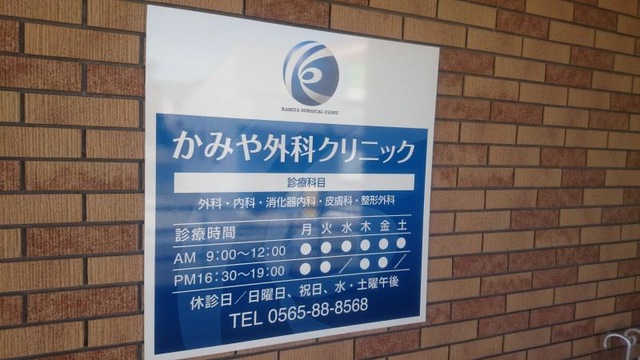 KAMIYA SURGICAL CLINIC
かみや外科クリニック
診療科目
外科・内科・消化器内科・皮膚科・整形外科
診療時間 月 火 水 木 金 土
AM 9:00〜12:00 ● ● ● ● ● ●
PM16:30〜19:00 ● ● ／ ● ● ／
休診日／日曜日、祝日、水・土曜午後
TEL 0565-88-8568